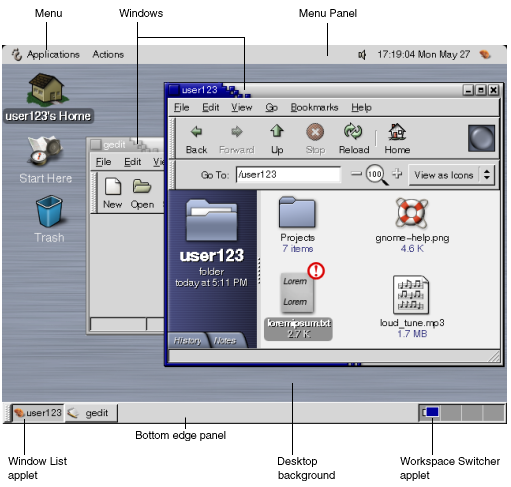 Menu
Windows
Menu Panel
Applications Actions
17:19:04 Mon May 27
user123's Home
Start Here
Trash
gedit
File Edit
New Open
user123
File Edit View Go Bookmarks Help
Back Forward Up Stop Reload Home
Go To: /user123 100 View as Icons
user123
folder
today at 5:11 PM
History Notes
Projects
7 items
gnome-help.png
4.6 K
Lorem
Lorem
loremipsum.txt
2.7 K
loud_tune.mp3
1.7 MB
user123 gedit
Bottom edge panel
Window List
applet
Desktop
background
Workspace Switcher
applet